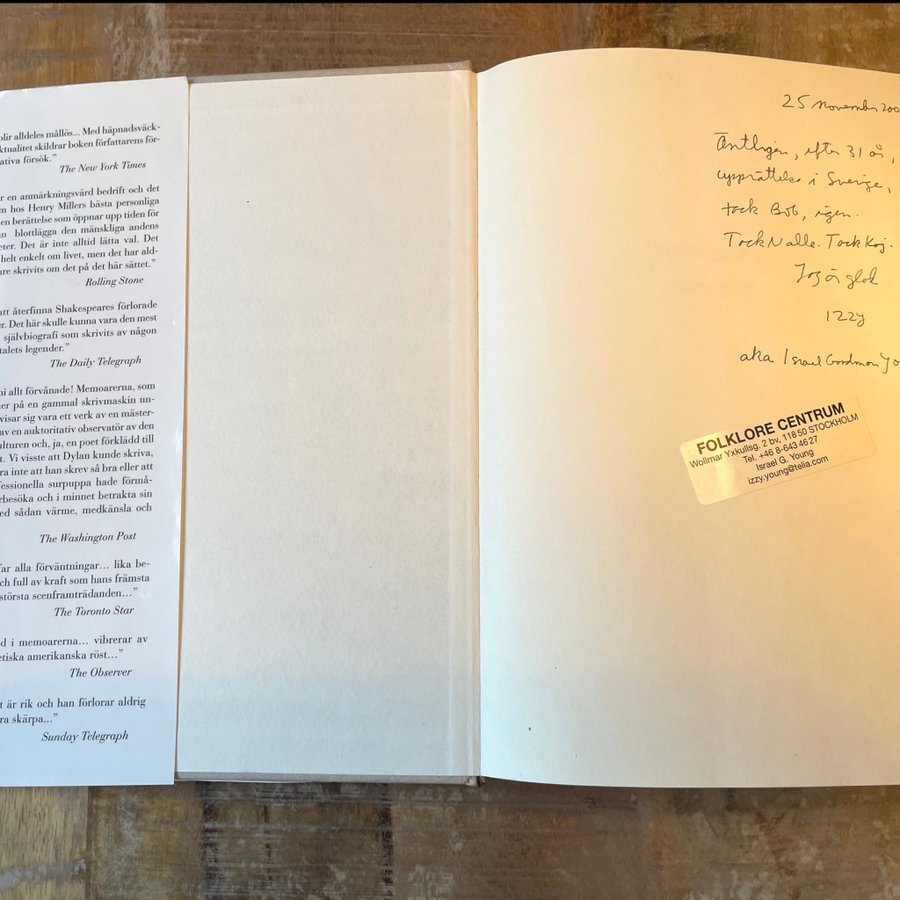 olir alldeles mållös... Med häpnadsväck-
ktualitet skildrar boken författarens för-
ativa försök.”
The New York Times
r en anmärkningsvärd bedrift och det
n hos Henry Millers bästa personliga
en berättelse som öppnar upp tiden för
n blottlägga den mänskliga andens
eter. Det är inte alltid lätta val. Det
helt enkelt om livet, men det har ald-
are skrivits om det på det här sättet.”
Rolling Stone
att återfinna Shakespeares förlorade
r. Det här skulle kunna vara den mest
självbiografi som skrivits av någon
talets legender.”
The Daily Telegraph
ni allt förvånade! Memoarerna, som
er på en gammal skrivmaskin un-
visar sig vara ett verk av en mäster-
av en auktoritativ observatör av den
ulturen och, ja, en poet förklädd till
t. Vi visste att Dylan kunde skriva,
ra inte att han skrev så bra eller att
fessionella surpuppa hade förmå-
rbesöka och i minnet betrakta sin
ed sådan värme, medkänsla och
The Washington Post
far alla förväntningar... lika be-
ch full av kraft som hans främsta
största scenframträdanden...”
The Toronto Star
d i memoarerna... vibrerar av
etiska amerikanska röst...”
The Observer
t är rik och han förlorar aldrig
ra skärpa...”
Sunday Telegraph
25 November 200
Äntligen, efter 31 år,
upprättelse i Sverige,
tack Bob, igen.
Tack Nalle. Tack Kaj.
Jag är glad
Izzy
aka Israel Goodman Yo
FOLKLORE CENTRUM
Wollmar Yxkullsg. 2 bv, 118 50 STOCKHOLM
Tel. +46 8-643 46 27
Israel G. Young
izzy.young@telia.com